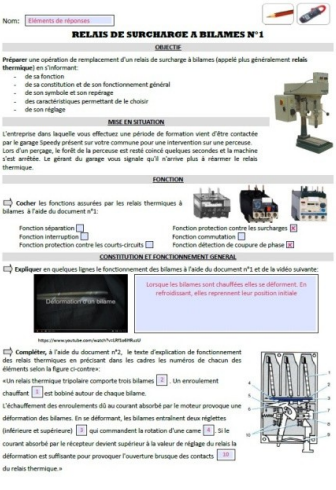 Nom: Eléments de réponses
RELAIS DE SURCHARGE A BILAMES N°1
OBJECTIF
Préparer une opération de remplacement d'un relais de surcharge à bilames (appelé plus généralement relais
thermique) en s'informant:
- de sa fonction
- de sa constitution et de son fonctionnement général
- de son symbole et son repérage
- des caractéristiques permettant de le choisir
- de son réglage
MISE EN SITUATION
L'entreprise dans laquelle vous effectuez une période de formation vient d'être contactée
par le garage Speedy présent sur votre commune pour une intervention sur une perceuse.
Lors d'un perçage, le forêt de la perceuse est resté coincé quelques secondes et la machine
s'est arrêtée. Le gérant du garage vous signale qu'il n'arrive plus à réarmer le relais
thermique.
FONCTION
Cocher les fonctions assurées par les relais thermiques à
bilames à l'aide du document n°1:
Fonction séparation
Fonction protection contre les surcharges x
Fonction interruption
Fonction commutation
Fonction protection contre les courts-circuits
Fonction détection de coupure de phase x
CONSTITUTION ET FONCTIONNEMENT GENERAL
Expliquer en quelques lignes le fonctionnement des bilames à l'aide du document n°1 et de la vidéo suivante:
Déformation d'un bilame
Lorsque les bilames sont chauffées elles se déforment. En
refroidissant, elles reprennent leur position initiale
Compléter, à l'aide du document n°2, le texte d'explication de fonctionnement
des relais thermiques en précisant dans les cadres les numéros de chacun des
éléments selon la figure ci-contre:
«Un relais thermique tripolaire comporte trois bilames 2 . Un enroulement
chauffant 1 est bobiné autour de chaque bilame.
L'échauffement des enroulements dû au courant absorbé par le moteur provoque une
déformation des bilames. En se déformant, les bilames entraînent deux réglettes
(inférieure et supérieure) 3 qui commandent la rotation d'une came 4 . Si le
courant absorbé par le récepteur devient supérieur à la valeur de réglage du relais la
déformation est suffisante pour provoquer l'ouverture brusque des contacts 10
du relais thermique.»